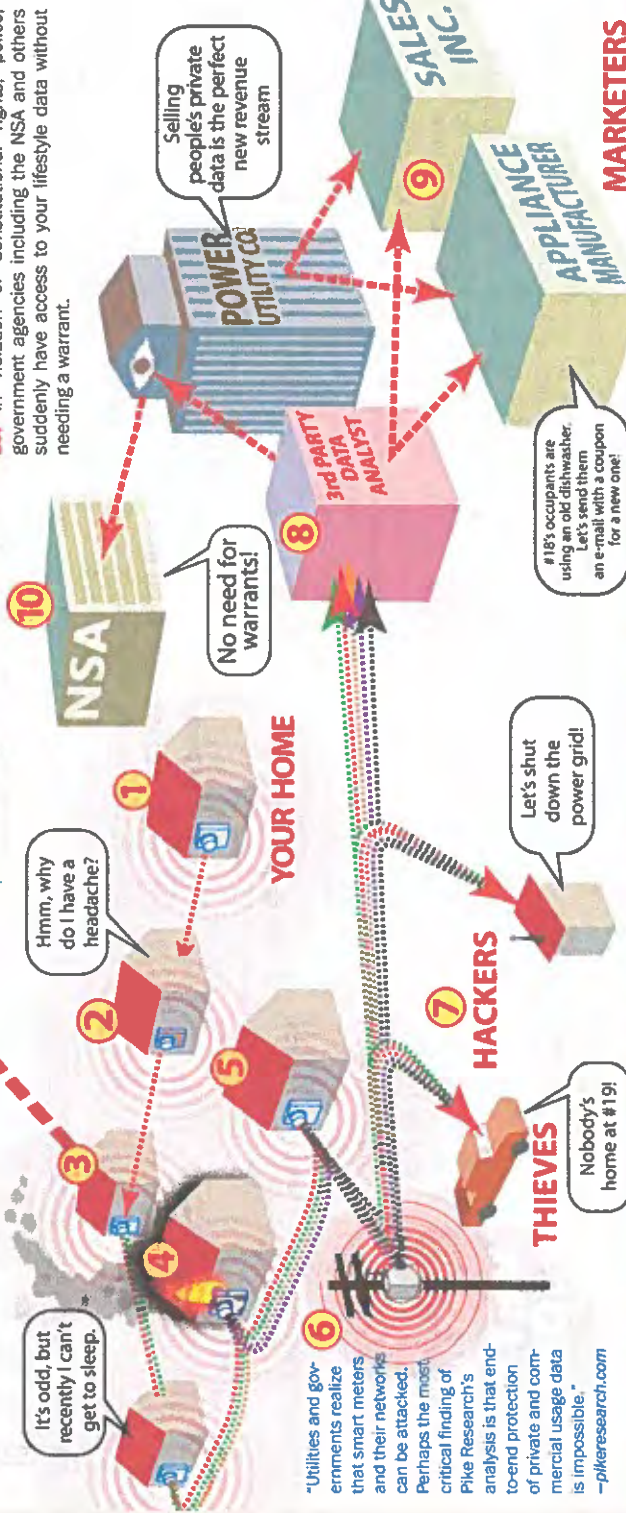 in violation of constitutional rights, police,
government agencies including the NSA and others
suddenly have access to your lifestyle data without
needing a warrant.
Selling
people's private
data is the perfect
new revenue
stream
POWER
UTILITY CO.
SALES
INC.
9
APPLIANCE
MANUFACTURER
MARKETERS
#18's occupants are
using an old dishwasher.
Let's send them
an e-mail with a coupon
for a new one!
3rd PARTY
DATA
ANALYST
8
10
NSA
No need for
warrants!
1
YOUR HOME
Hmm, why
do I have a
headache?
2
3
4
5
It's odd, but
recently I can't
get to sleep.
6
7
HACKERS
Let's shut
down the
power grid!
THIEVES
Nobody's
home at #19!
"Utilities and gov-
ernments realize
that smart meters
and their networks
can be attacked.
Perhaps the most
critical finding of
Pike Research's
analysis is that end-
to-end protection
of private and com-
mercial usage data
is impossible."
–pikeresearch.com